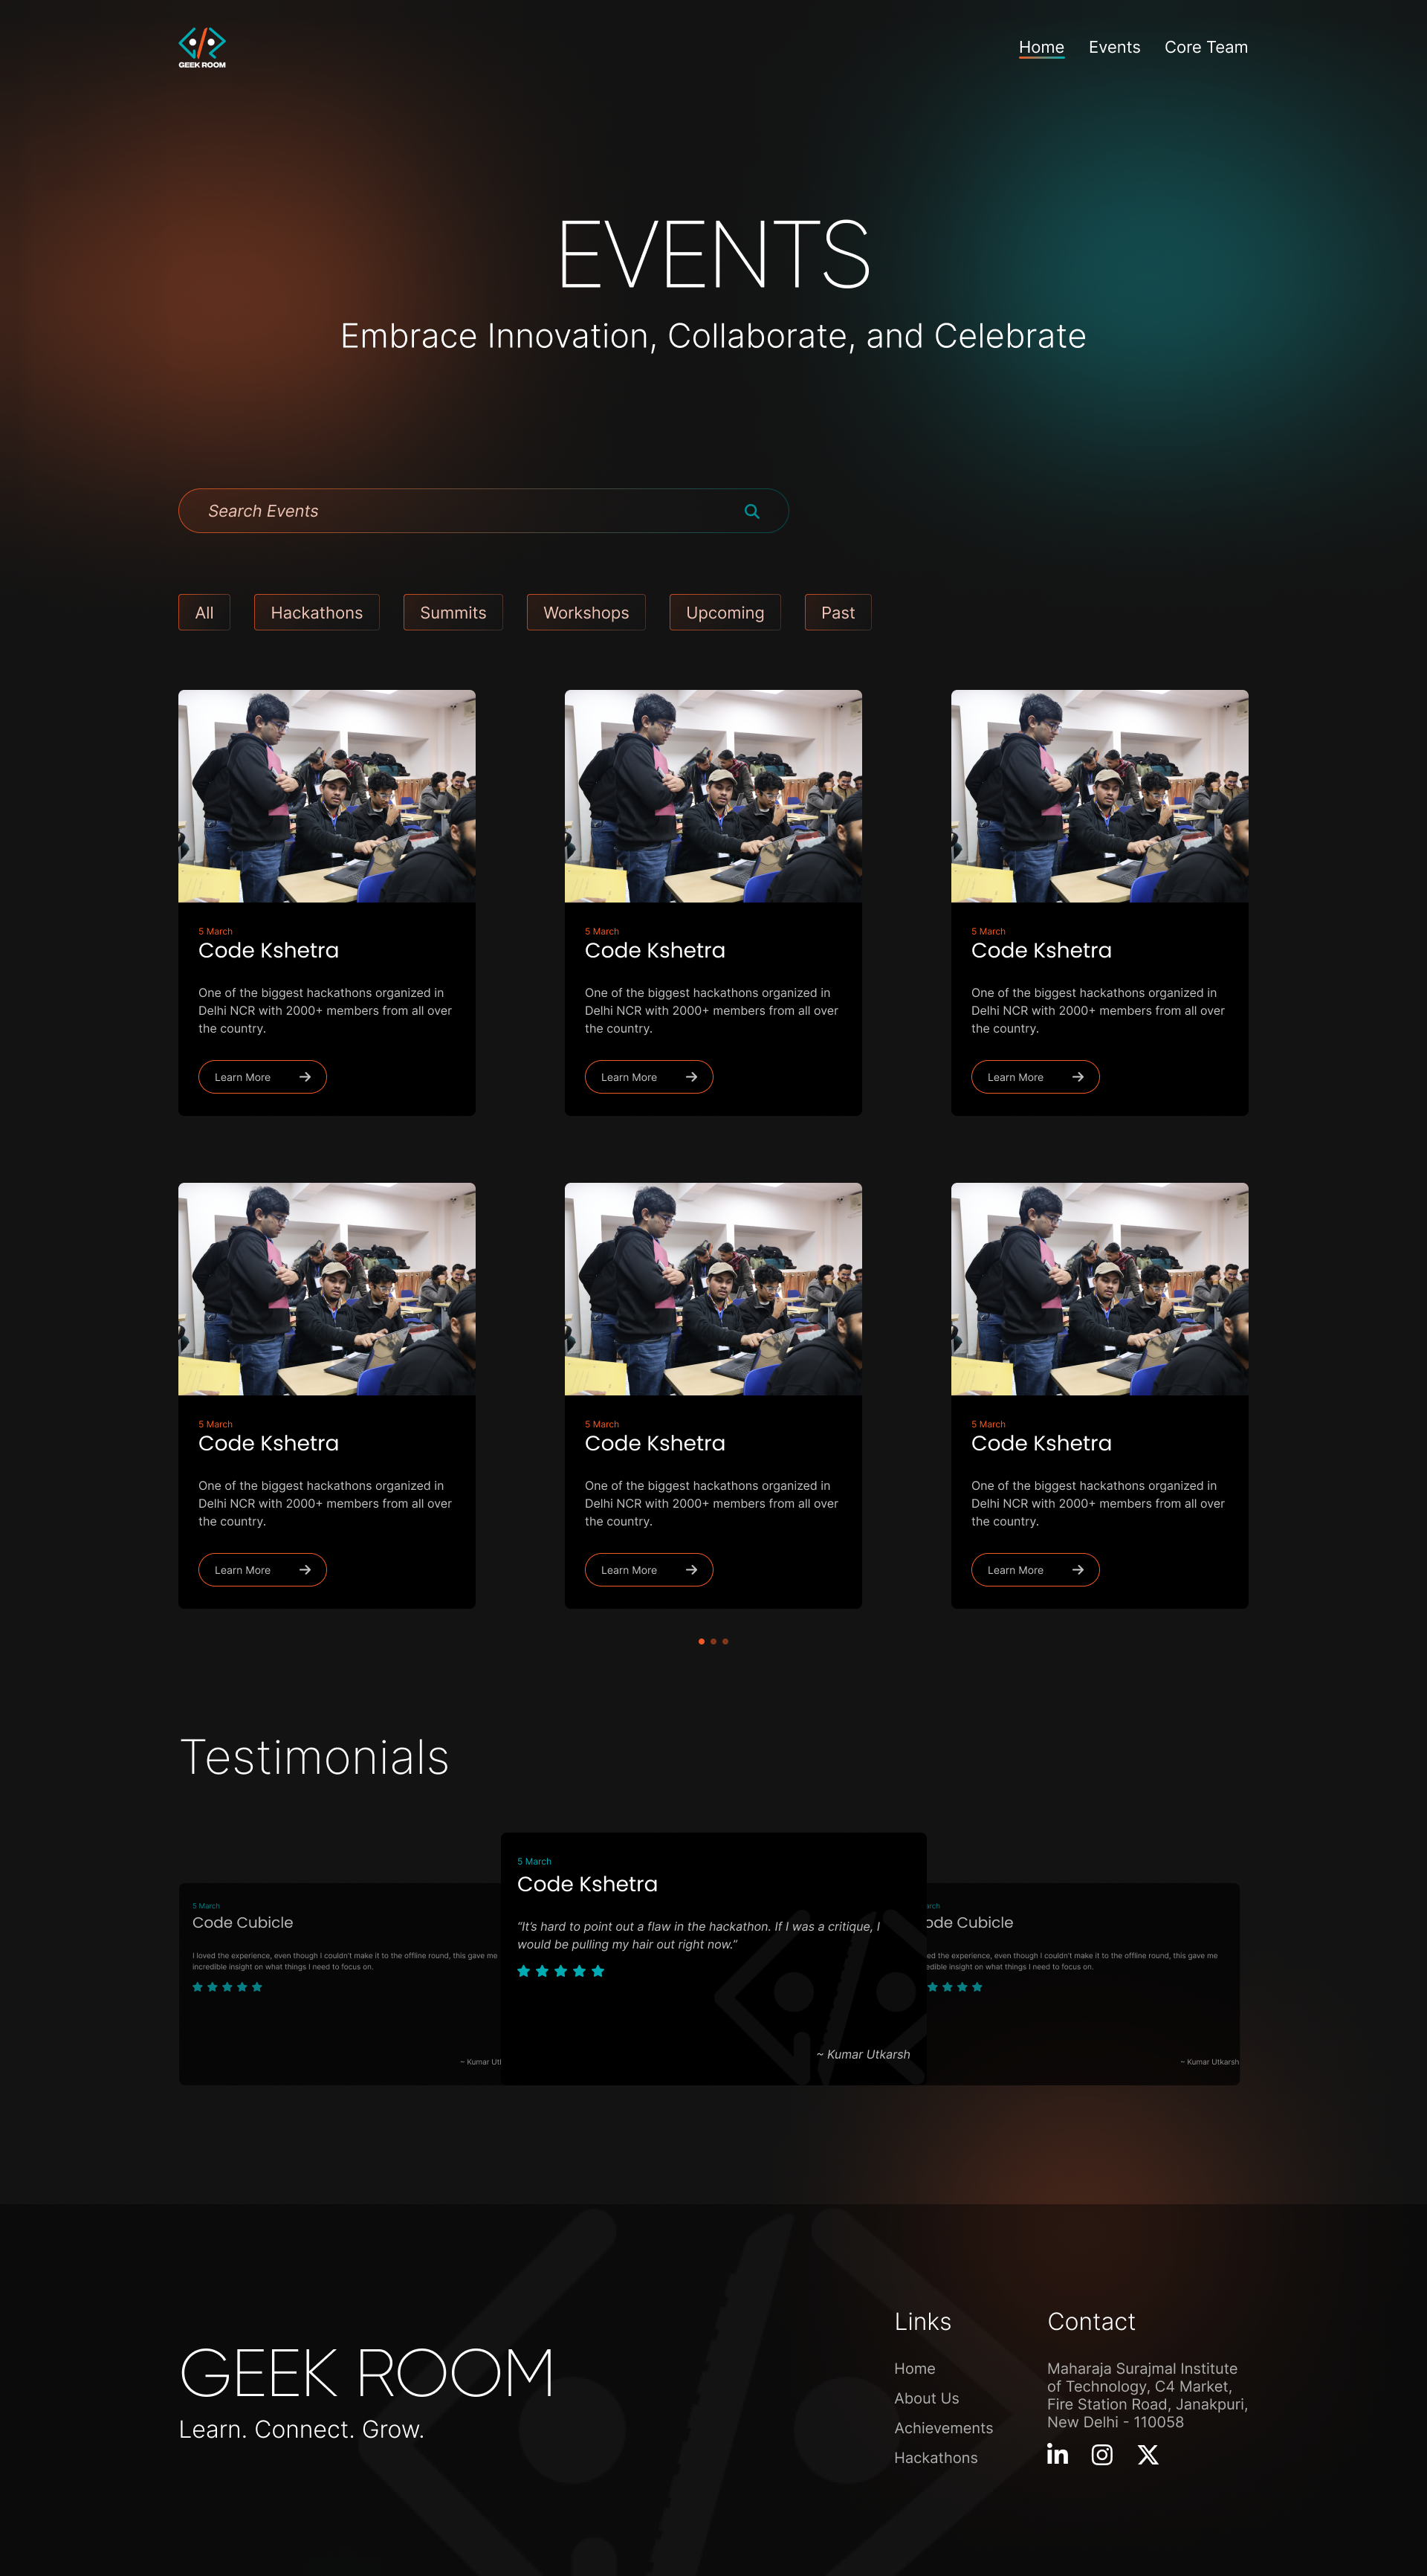 GEEK ROOM
Home Events Core Team
EVENTS
Embrace Innovation, Collaborate, and Celebrate
Search Events
All Hackathons Summits Workshops Upcoming Past
5 March
Code Kshetra
One of the biggest hackathons organized in
Delhi NCR with 2000+ members from all over
the country.
Learn More
5 March
Code Kshetra
One of the biggest hackathons organized in
Delhi NCR with 2000+ members from all over
the country.
Learn More
5 March
Code Kshetra
One of the biggest hackathons organized in
Delhi NCR with 2000+ members from all over
the country.
Learn More
5 March
Code Kshetra
One of the biggest hackathons organized in
Delhi NCR with 2000+ members from all over
the country.
Learn More
5 March
Code Kshetra
One of the biggest hackathons organized in
Delhi NCR with 2000+ members from all over
the country.
Learn More
5 March
Code Kshetra
One of the biggest hackathons organized in
Delhi NCR with 2000+ members from all over
the country.
Learn More
Testimonials
5 March
Code Cubicle
I loved the experience, even though I couldn't make it to the offline round, this gave me
incredible insight on what things I need to focus on.
~ Kumar Ut
5 March
Code Kshetra
“It’s hard to point out a flaw in the hackathon. If I was a critique, I
would be pulling my hair out right now.”
~ Kumar Utkarsh
arch
ode Cubicle
ed the experience, even though I couldn't make it to the offline round, this gave me
edible insight on what things I need to focus on.
~ Kumar Utkarsh
GEEK ROOM
Learn. Connect. Grow.
Links
Home
About Us
Achievements
Hackathons
Contact
Maharaja Surajmal Institute
of Technology, C4 Market,
Fire Station Road, Janakpuri,
New Delhi - 110058